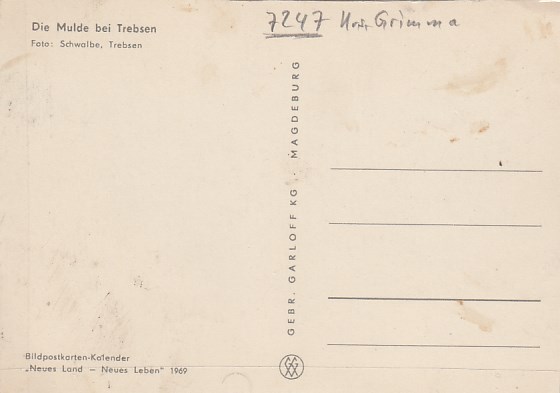 Die Mulde bei Trebsen
Foto: Schwalbe, Trebsen
7247 Krs. Grimma
GEBR. GARLOFF KG · MAGDEBURG
Bildpostkarten-Kalender
„Neues Land — Neues Leben" 1969